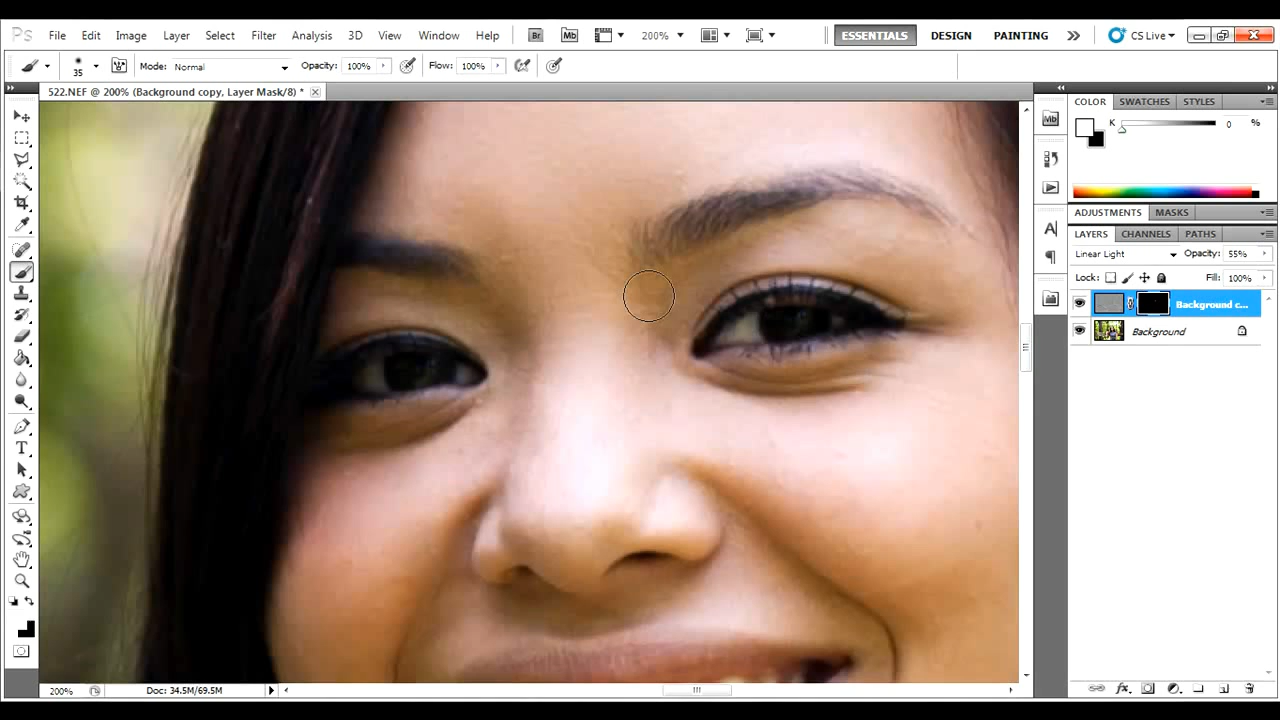 Ps File Edit Image Layer Select Filter Analysis 3D View Window Help Br Mb 200% ESSENTIALS DESIGN PAINTING CS Live
35 Mode: Normal Opacity: 100% Flow: 100%
522.NEF @ 200% (Background copy, Layer Mask/8) *
COLOR SWATCHES STYLES
Mb
K 0 %
A
ADJUSTMENTS MASKS
LAYERS CHANNELS PATHS
Linear Light Opacity: 55%
Lock: Fill: 100%
Background c...
Background
T
200% Doc: 34.5M/69.5M
fx